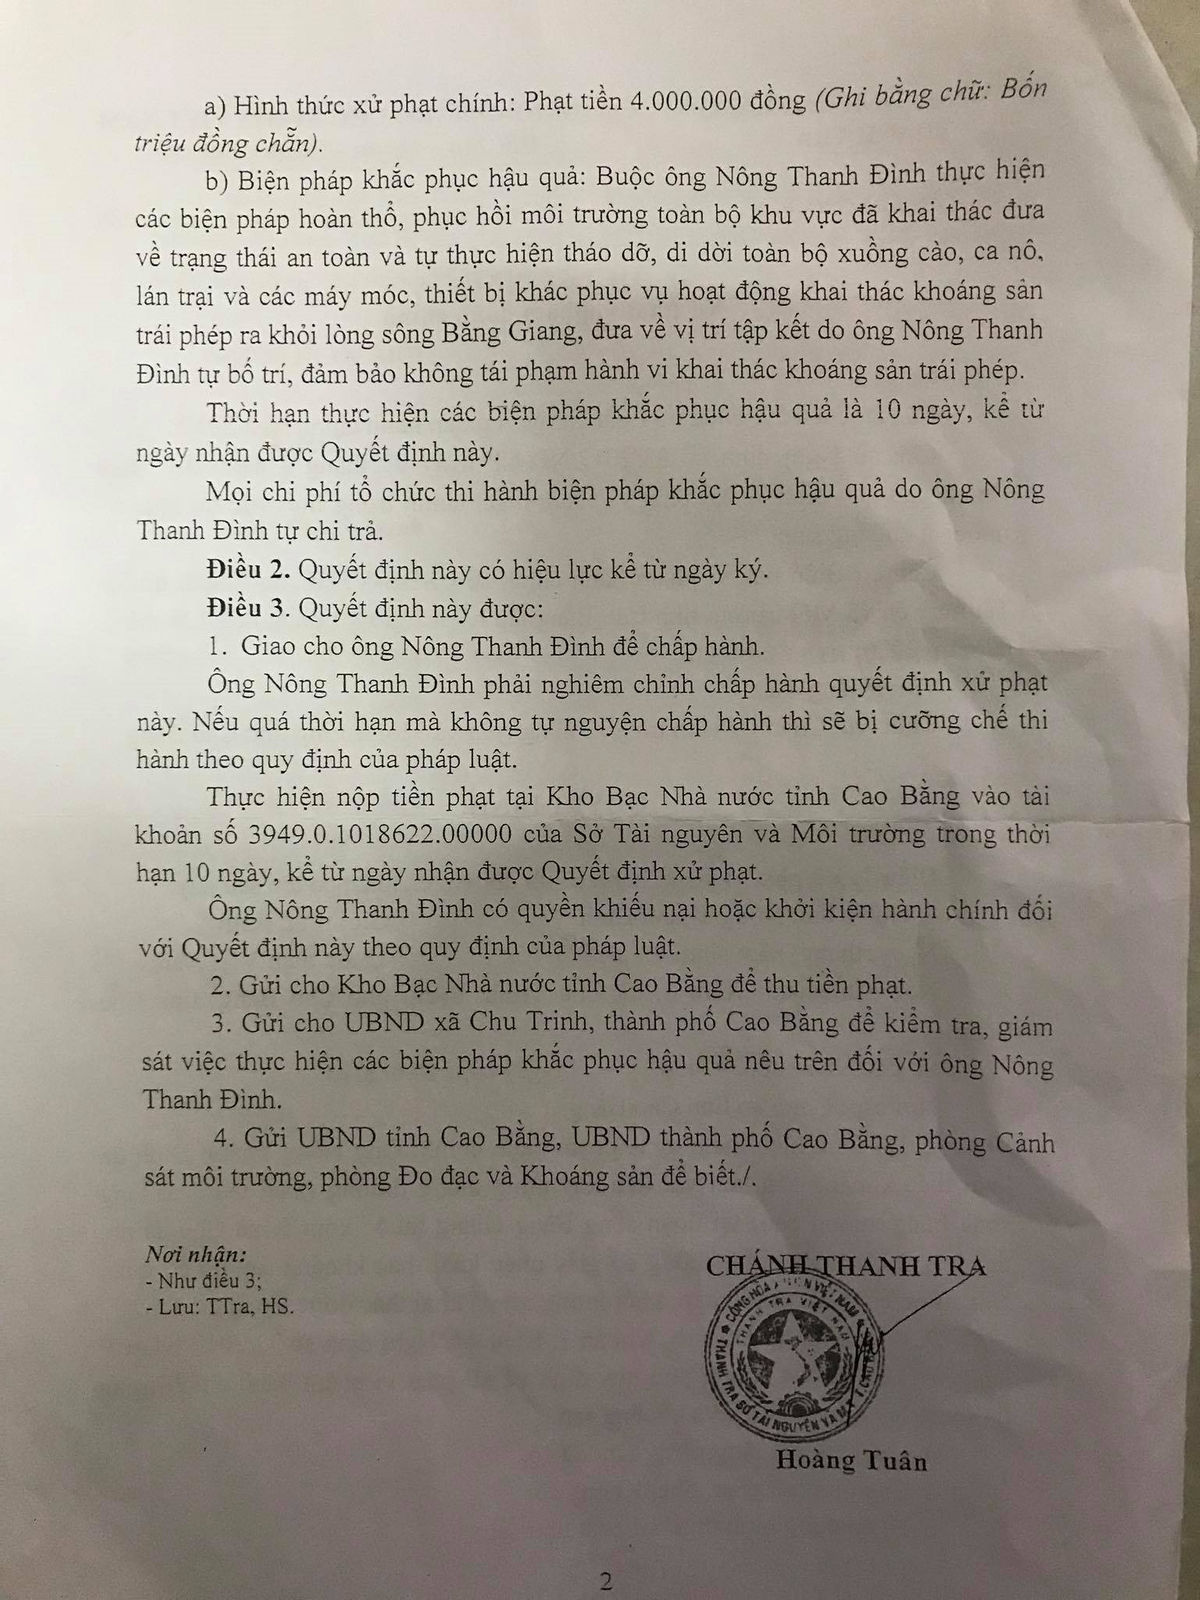 a) Hình thức xử phạt chính: Phạt tiền 4.000.000 đồng (Ghi bằng chữ: Bốn
triệu đồng chẵn).
b) Biện pháp khắc phục hậu quả: Buộc ông Nông Thanh Đình thực hiện
các biện pháp hoàn thổ, phục hồi môi trường toàn bộ khu vực đã khai thác đưa
về trạng thái an toàn và tự thực hiện tháo dỡ, di dời toàn bộ xuồng cào, ca nô,
lán trại và các máy móc, thiết bị khác phục vụ hoạt động khai thác khoáng sản
trái phép ra khỏi lòng sông Bằng Giang, đưa về vị trí tập kết do ông Nông Thanh
Đình tự bố trí, đảm bảo không tái phạm hành vi khai thác khoáng sản trái phép.
Thời hạn thực hiện các biện pháp khắc phục hậu quả là 10 ngày, kể từ
ngày nhận được Quyết định này.
Mọi chi phí tổ chức thi hành biện pháp khắc phục hậu quả do ông Nông
Thanh Đình tự chi trả.
Điều 2. Quyết định này có hiệu lực kể từ ngày ký.
Điều 3. Quyết định này được:
1. Giao cho ông Nông Thanh Đình để chấp hành.
Ông Nông Thanh Đình phải nghiêm chỉnh chấp hành quyết định xử phạt
này. Nếu quá thời hạn mà không tự nguyện chấp hành thì sẽ bị cưỡng chế thi
hành theo quy định của pháp luật.
Thực hiện nộp tiền phạt tại Kho Bạc Nhà nước tỉnh Cao Bằng vào tài
khoản số 3949.0.1018622.00000 của Sở Tài nguyên và Môi trường trong thời
hạn 10 ngày, kể từ ngày nhận được Quyết định xử phạt.
Ông Nông Thanh Đình có quyền khiếu nại hoặc khởi kiện hành chính đối
với Quyết định này theo quy định của pháp luật.
2. Gửi cho Kho Bạc Nhà nước tỉnh Cao Bằng để thu tiền phạt.
3. Gửi cho UBND xã Chu Trinh, thành phố Cao Bằng để kiểm tra, giám
sát việc thực hiện các biện pháp khắc phục hậu quả nêu trên đối với ông Nông
Thanh Đình.
4. Gửi UBND tỉnh Cao Bằng, UBND thành phố Cao Bằng, phòng Cảnh
sát môi trường, phòng Đo đạc và Khoáng sản để biết./.
Nơi nhận:
- Như điều 3;
- Lưu: TTra, HS.
CHÁNH THANH TRA
CỘNG HÒA VIỆT NAM
THANH TRA VIỆT NAM
THANH TRA SỞ TÀI NGUYÊN VÀ
Hoàng Tuân
2